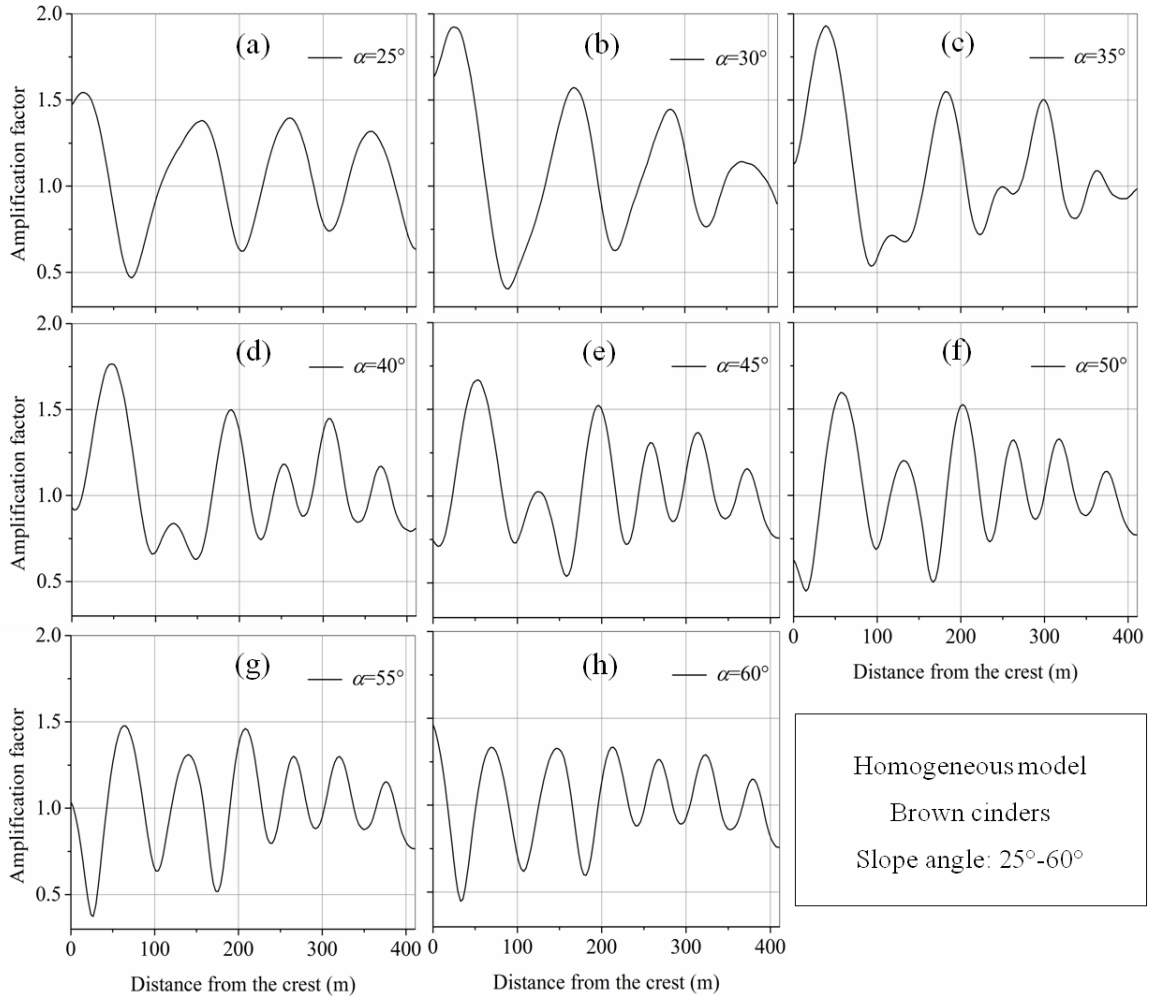 (a)
α=25°
(b)
α=30°
(c)
α=35°
2.0
1.5
1.0
0.5
Amplification factor
(d)
α=40°
(e)
α=45°
(f)
α=50°
2.0
1.5
1.0
0.5
Amplification factor
0 100 200 300 400
Distance from the crest (m)
(g)
α=55°
(h)
α=60°
2.0
1.5
1.0
0.5
Amplification factor
0 100 200 300 400
Distance from the crest (m)
0 100 200 300 400
Distance from the crest (m)
Homogeneous model
Brown cinders
Slope angle: 25°-60°